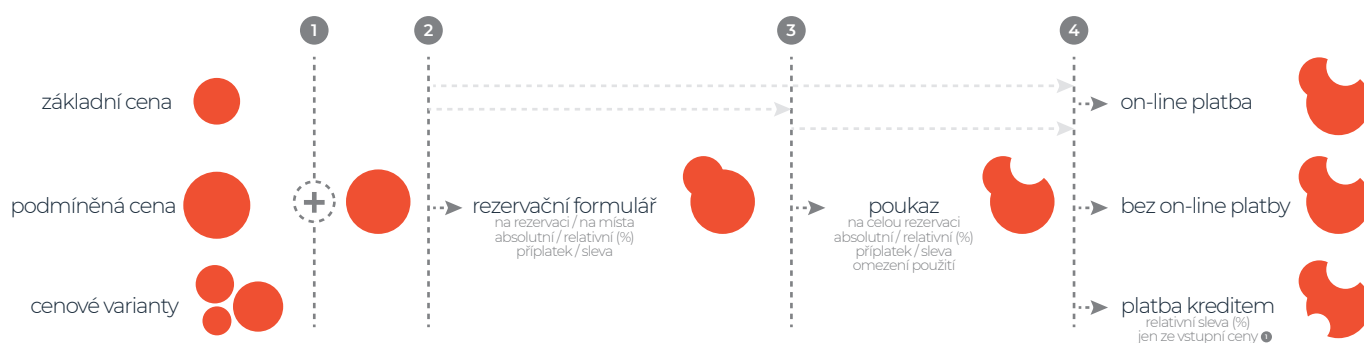 1
2
3
4
základní cena
on-line platba
podmíněná cena
+
rezervační formulář
na rezervaci / na místa
absolutní / relativní (%)
příplatek / sleva
poukaz
na celou rezervaci
absolutní / relativní (%)
příplatek / sleva
omezení použití
bez on-line platby
cenové varianty
platba kreditem
relativní sleva (%)
jen ze vstupní ceny 1